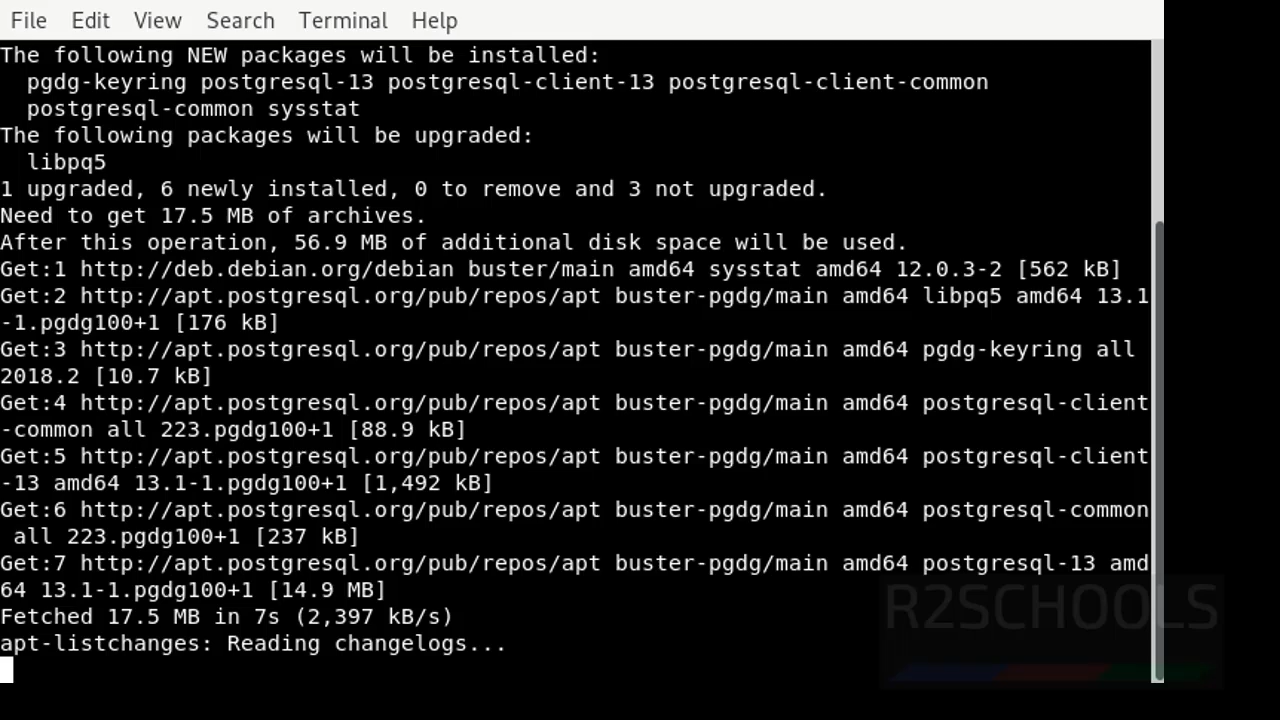 File Edit View Search Terminal Help
The following NEW packages will be installed:
  pgdg-keyring postgresql-13 postgresql-client-13 postgresql-client-common
  postgresql-common sysstat
The following packages will be upgraded:
  libpq5
1 upgraded, 6 newly installed, 0 to remove and 3 not upgraded.
Need to get 17.5 MB of archives.
After this operation, 56.9 MB of additional disk space will be used.
Get:1 http://deb.debian.org/debian buster/main amd64 sysstat amd64 12.0.3-2 [562 kB]
Get:2 http://apt.postgresql.org/pub/repos/apt buster-pgdg/main amd64 libpq5 amd64 13.1
-1.pgdg100+1 [176 kB]
Get:3 http://apt.postgresql.org/pub/repos/apt buster-pgdg/main amd64 pgdg-keyring all
2018.2 [10.7 kB]
Get:4 http://apt.postgresql.org/pub/repos/apt buster-pgdg/main amd64 postgresql-client
-common all 223.pgdg100+1 [88.9 kB]
Get:5 http://apt.postgresql.org/pub/repos/apt buster-pgdg/main amd64 postgresql-client
-13 amd64 13.1-1.pgdg100+1 [1,492 kB]
Get:6 http://apt.postgresql.org/pub/repos/apt buster-pgdg/main amd64 postgresql-common
 all 223.pgdg100+1 [237 kB]
Get:7 http://apt.postgresql.org/pub/repos/apt buster-pgdg/main amd64 postgresql-13 amd
64 13.1-1.pgdg100+1 [14.9 MB]
Fetched 17.5 MB in 7s (2,397 kB/s)
apt-listchanges: Reading changelogs...
R2SCHOOLS